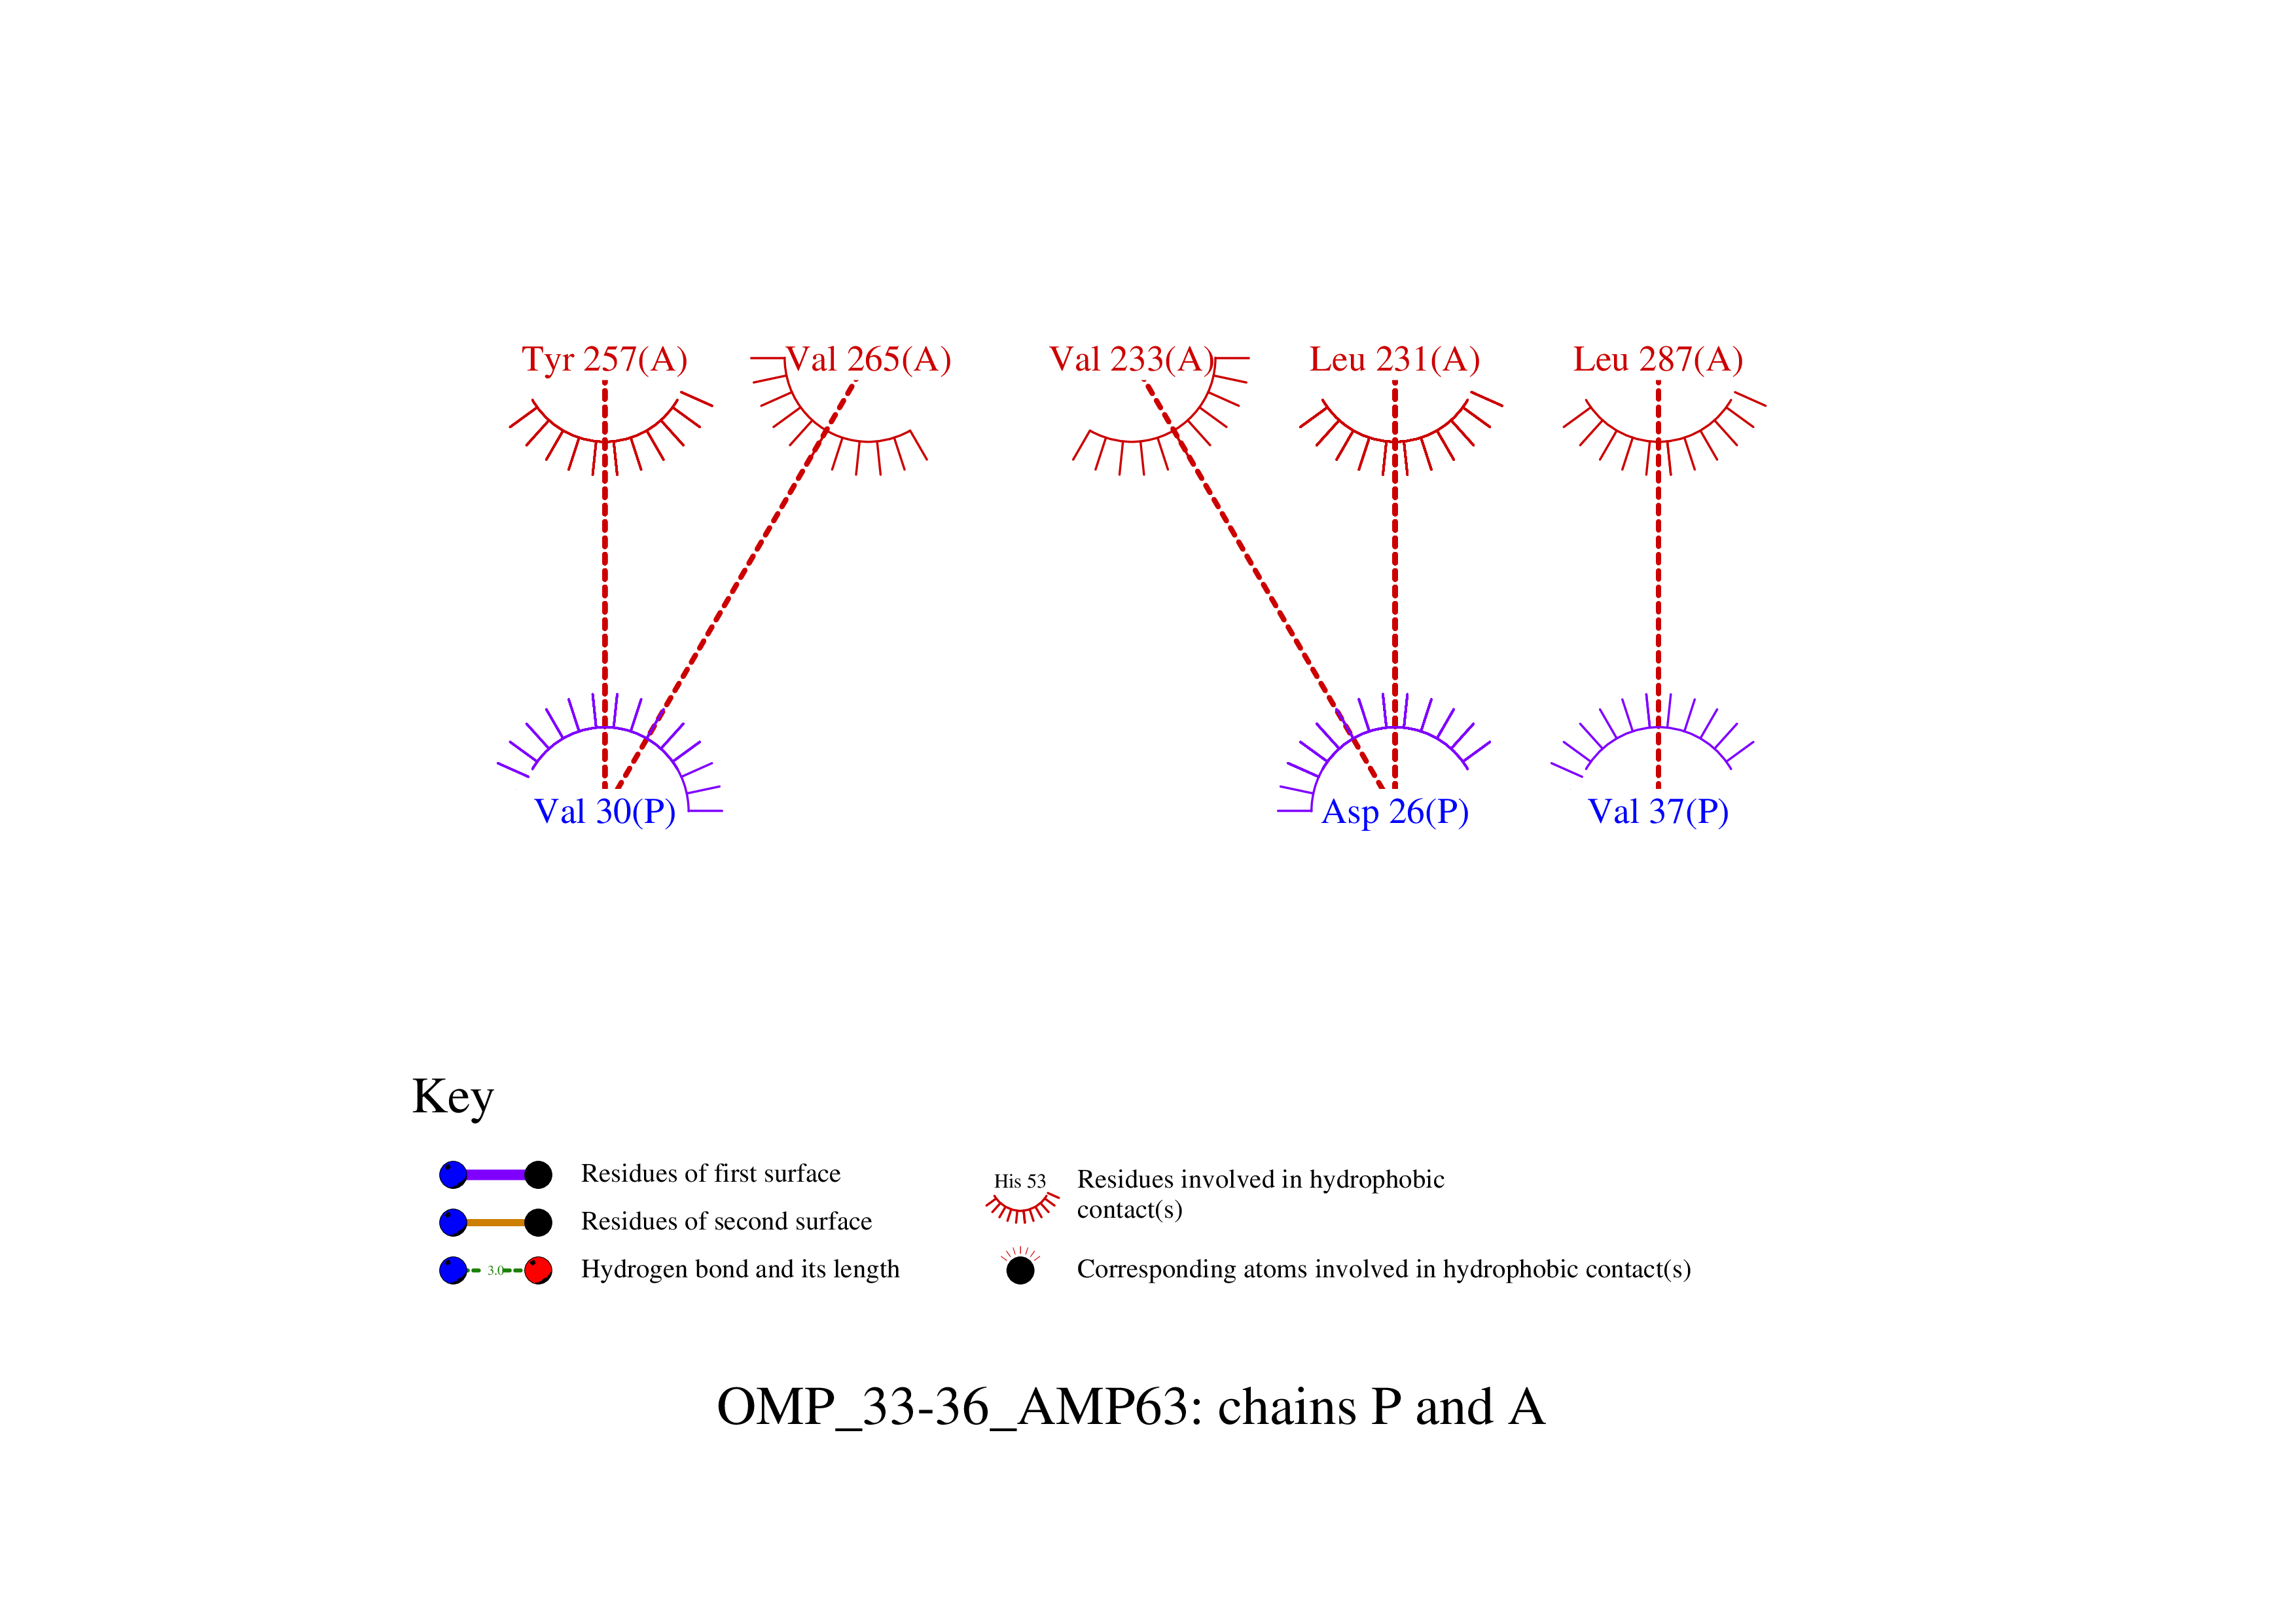 Tyr 257(A) Val 265(A) Val 233(A) Leu 231(A) Leu 287(A)
Val 30(P) Asp 26(P) Val 37(P)
Key
Residues of first surface
Residues of second surface
3.0 Hydrogen bond and its length
His 53 Residues involved in hydrophobic
contact(s)
Corresponding atoms involved in hydrophobic contact(s)
OMP_33-36_AMP63: chains P and A